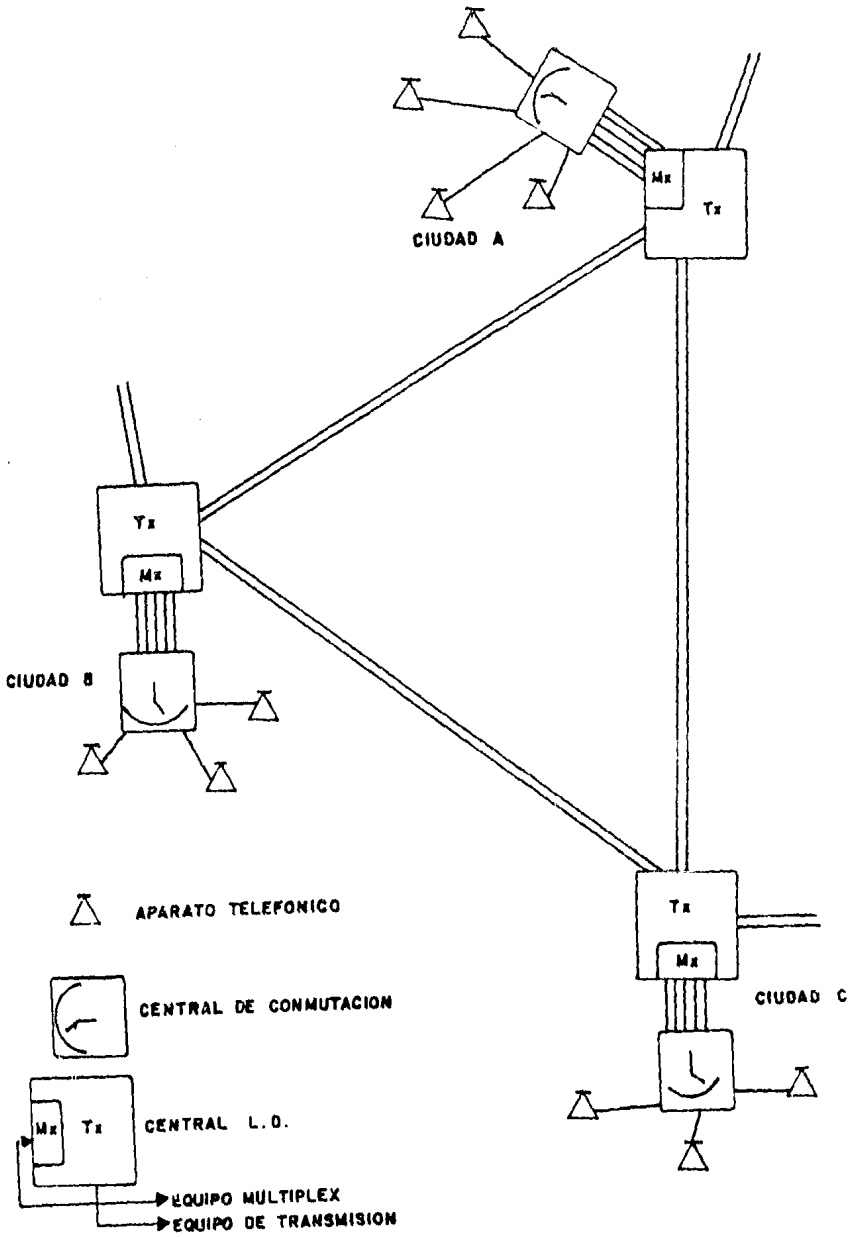 Mx
Tx
CIUDAD A
Tx
Mx
CIUDAD B
Tx
Mx
CIUDAD C
APARATO TELEFONICO
CENTRAL DE CONMUTACION
Mx Tx CENTRAL L.D.
EQUIPO MULTIPLEX
EQUIPO DE TRANSMISION